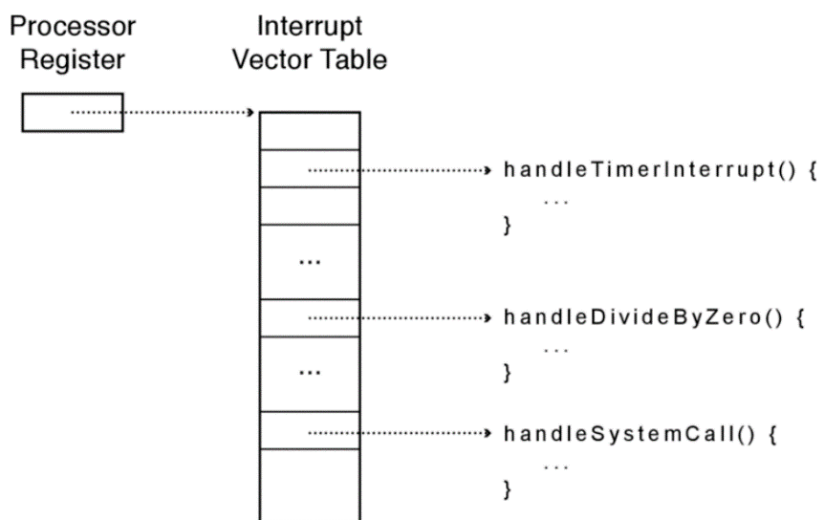 Processor
Register
Interrupt
Vector Table
handleTimerInterrupt() {
...
}
...
handleDivideByZero() {
...
}
...
handleSystemCall() {
...
}